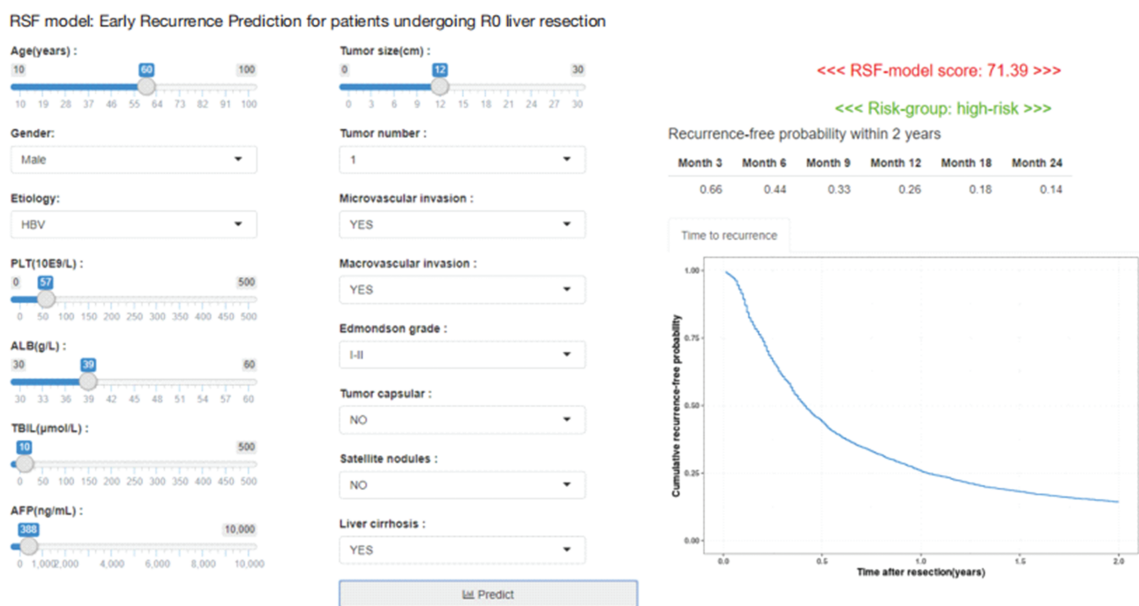 RSF model: Early Recurrence Prediction for patients undergoing R0 liver resection
Age(years) :
10 60 100
10 19 28 37 46 55 64 73 82 91 100
Gender:
Male
Etiology:
HBV
PLT(10E9/L) :
0 57 500
0 50 100 150 200 250 300 350 400 450 500
ALB(g/L) :
30 39 60
30 33 36 39 42 45 48 51 54 57 60
TBIL(μmol/L) :
10 500
0 50 100 150 200 250 300 350 400 450 500
AFP(ng/mL) :
388 10,000
0 1,000 2,000 4,000 6,000 8,000 10,000
Tumor size(cm) :
0 12 30
0 3 6 9 12 15 18 21 24 27 30
Tumor number :
1
Microvascular invasion :
YES
Macrovascular invasion :
YES
Edmondson grade :
I-II
Tumor capsular :
NO
Satellite nodules :
NO
Liver cirrhosis :
YES
Predict
<<< RSF-model score: 71.39 >>>
<<< Risk-group: high-risk >>>
Recurrence-free probability within 2 years
Month 3 Month 6 Month 9 Month 12 Month 18 Month 24
0.66 0.44 0.33 0.26 0.18 0.14
Time to recurrence
Cumulative recurrence-free probability
1.00
0.75
0.50
0.25
0.00
0.0 0.5 1.0 1.5 2.0
Time after resection(years)